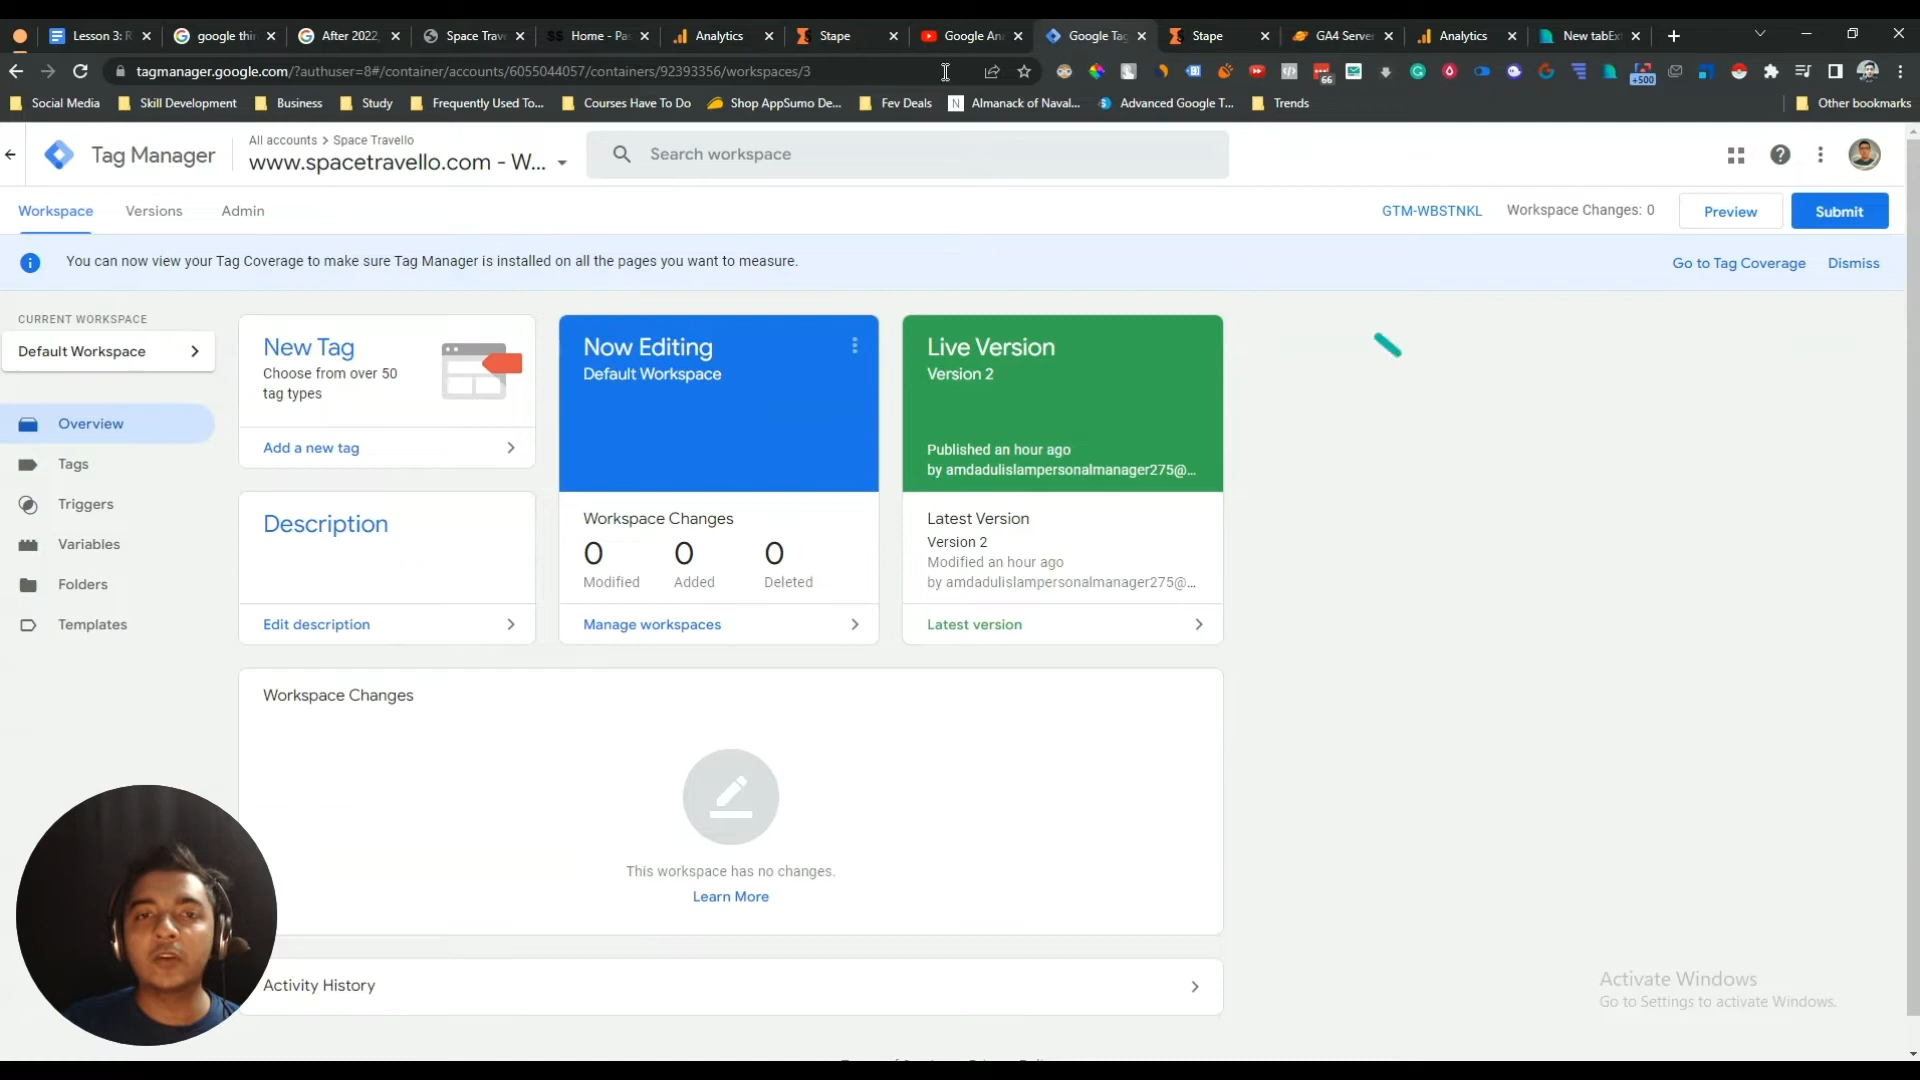 Lesson 3: R
google thi
After 2022,
Space Trav
Home - Pa
Analytics
Stape
Google An
Google Tag
Stape
GA4 Server
Analytics
New tabEx
tagmanager.google.com/?authuser=8#/container/accounts/6055044057/containers/92393356/workspaces/3
66
+500
Social Media
Skill Development
Business
Study
Frequently Used To...
Courses Have To Do
Shop AppSumo De...
Fev Deals
Almanack of Naval...
Advanced Google T...
Trends
Other bookmarks
Tag Manager
All accounts > Space Travello
www.spacetravello.com - W...
Search workspace
Workspace
Versions
Admin
GTM-WBSTNKL
Workspace Changes: 0
Preview
Submit
You can now view your Tag Coverage to make sure Tag Manager is installed on all the pages you want to measure.
Go to Tag Coverage
Dismiss
CURRENT WORKSPACE
Default Workspace
Overview
Tags
Triggers
Variables
Folders
Templates
New Tag
Choose from over 50
tag types
Add a new tag
Description
Edit description
Now Editing
Default Workspace
Workspace Changes
0 0 0
Modified Added Deleted
Manage workspaces
Live Version
Version 2
Published an hour ago
by amdadulislampersonalmanager275@...
Latest Version
Version 2
Modified an hour ago
by amdadulislampersonalmanager275@...
Latest version
Workspace Changes
This workspace has no changes.
Learn More
Activity History
Activate Windows
Go to Settings to activate Windows.